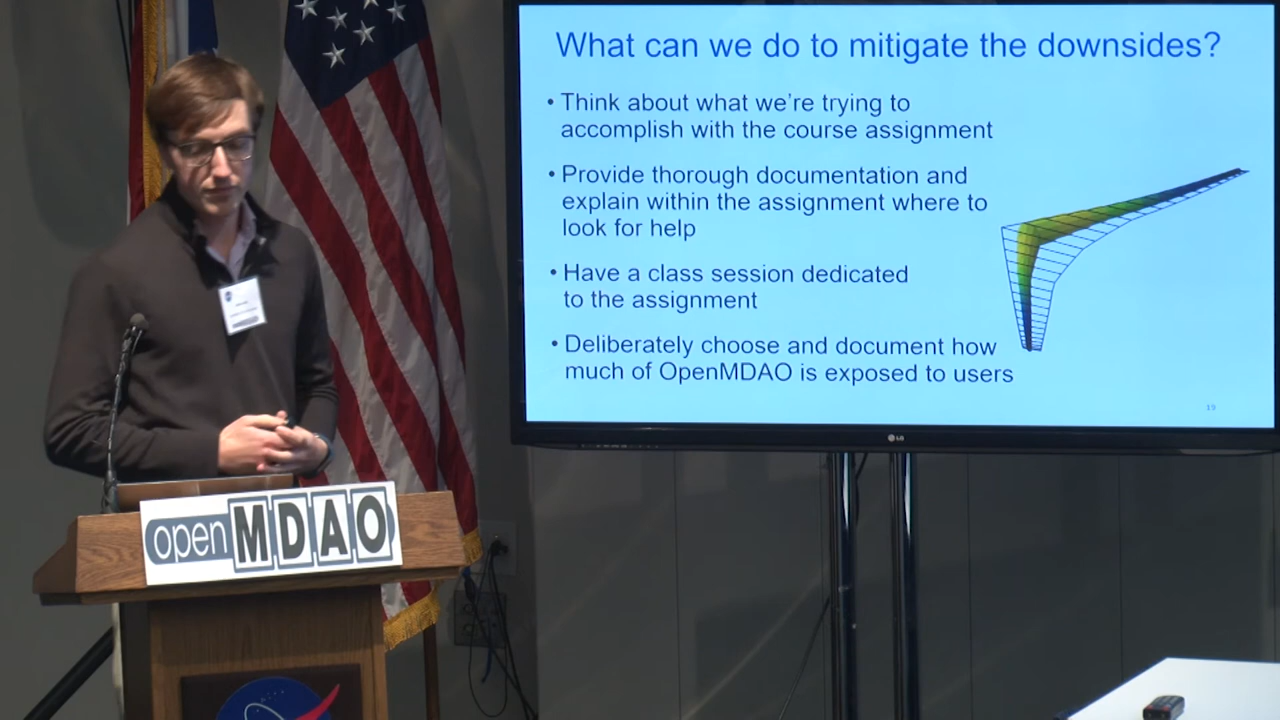 What can we do to mitigate the downsides?
• Think about what we're trying to
accomplish with the course assignment
• Provide thorough documentation and
explain within the assignment where to
look for help
• Have a class session dedicated
to the assignment
• Deliberately choose and document how
much of OpenMDAO is exposed to users
19
LG
openMDAO